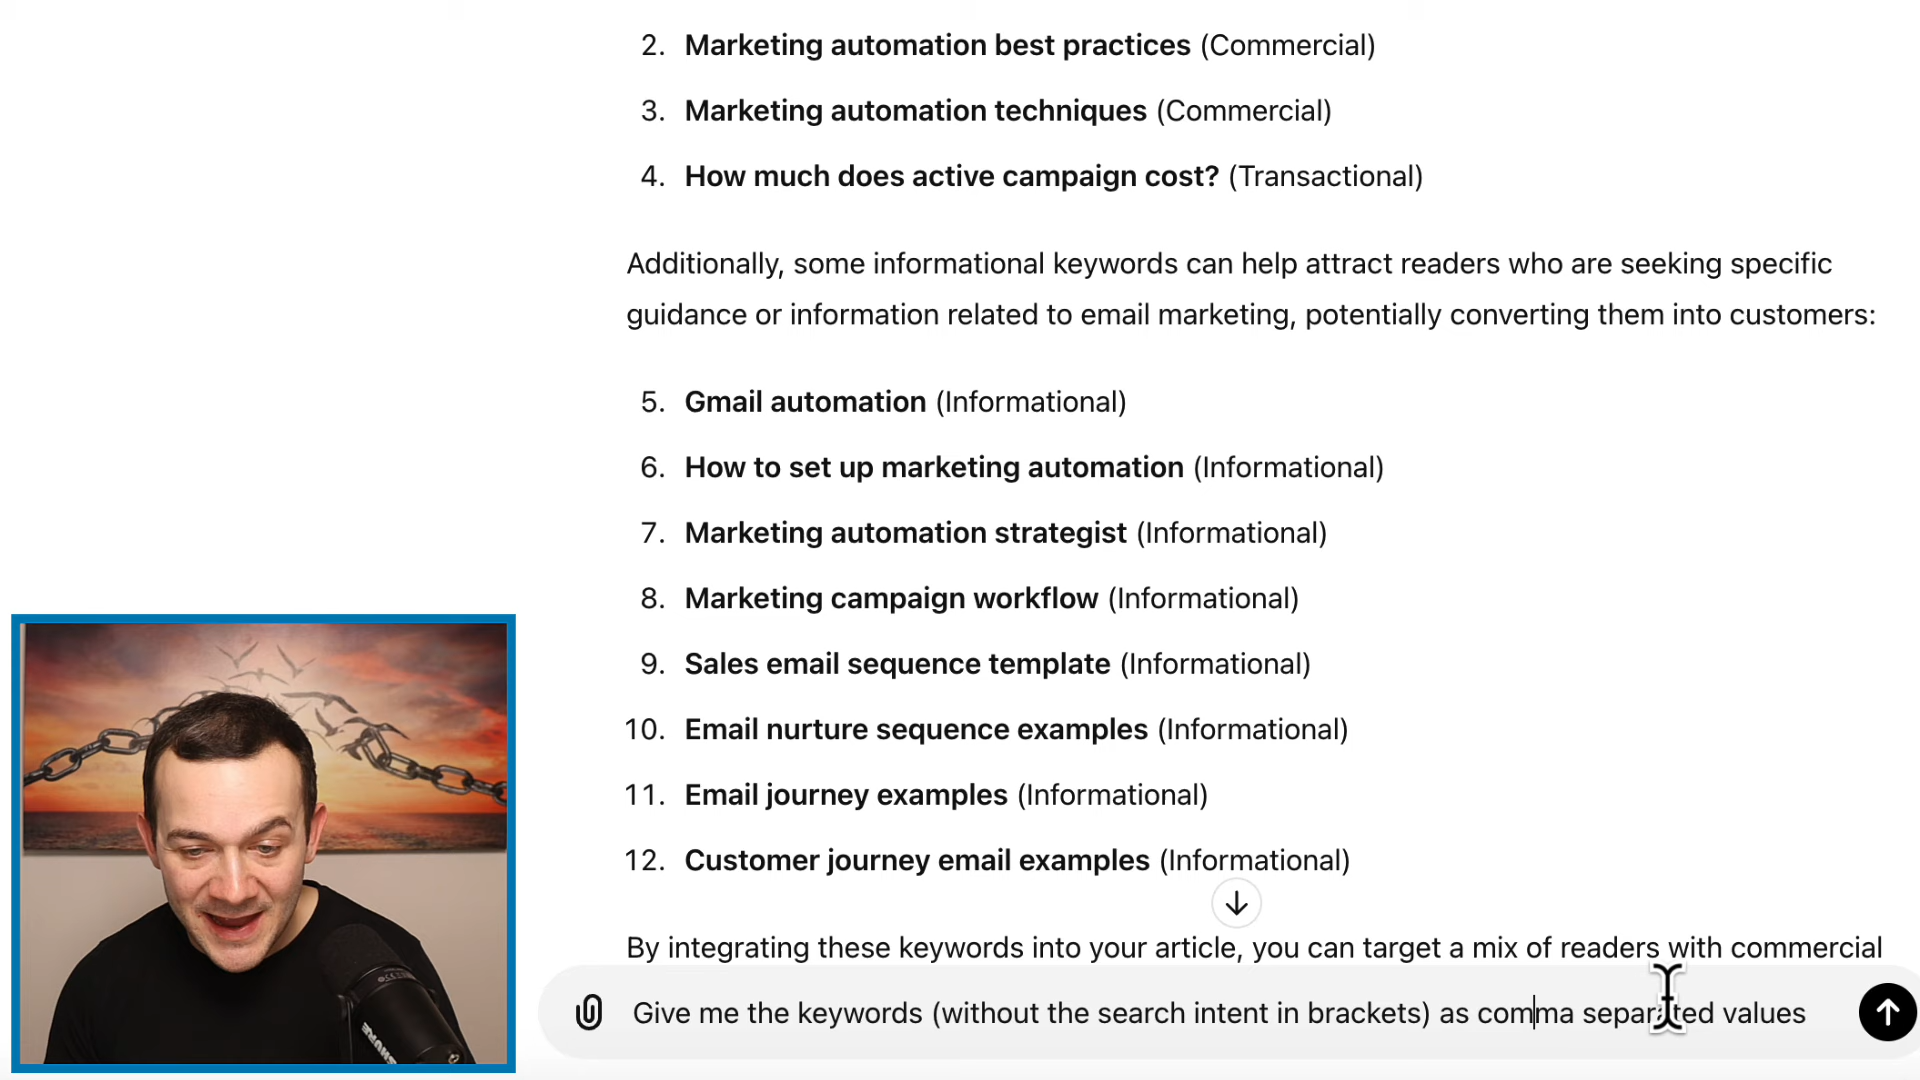 2. Marketing automation best practices (Commercial)
3. Marketing automation techniques (Commercial)
4. How much does active campaign cost? (Transactional)
Additionally, some informational keywords can help attract readers who are seeking specific
guidance or information related to email marketing, potentially converting them into customers:
5. Gmail automation (Informational)
6. How to set up marketing automation (Informational)
7. Marketing automation strategist (Informational)
8. Marketing campaign workflow (Informational)
9. Sales email sequence template (Informational)
10. Email nurture sequence examples (Informational)
11. Email journey examples (Informational)
12. Customer journey email examples (Informational)
By integrating these keywords into your article, you can target a mix of readers with commercial
Give me the keywords (without the search intent in brackets) as comma separated values
SHURE